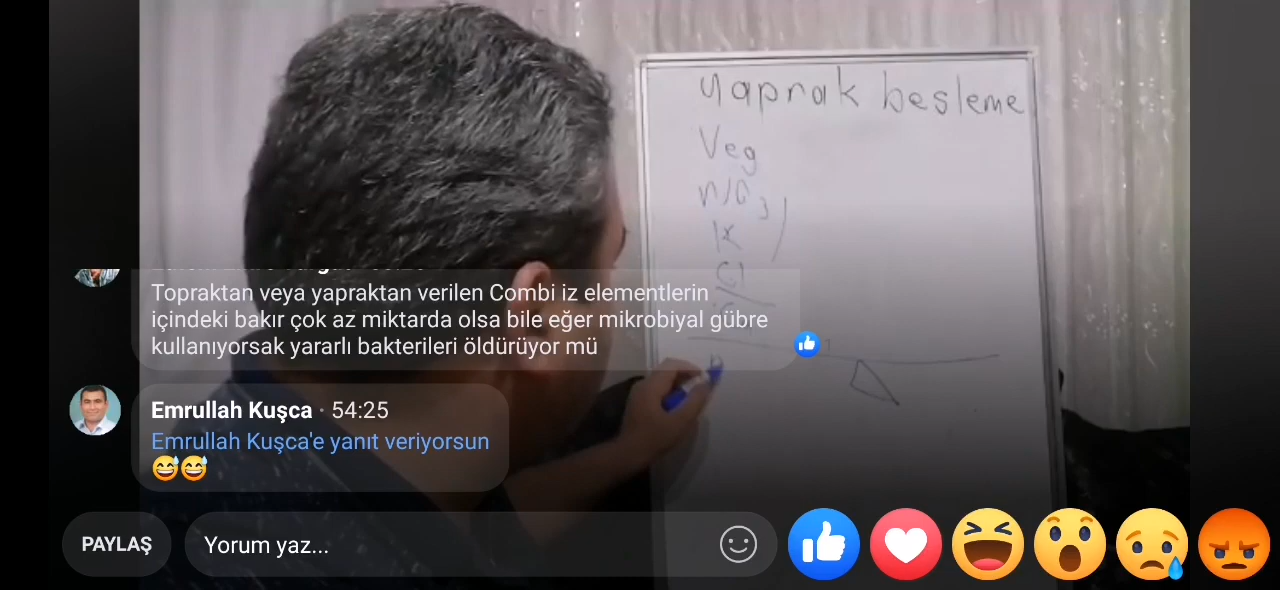 yaprak besleme
Veg
K
Cl
Topraktan veya yapraktan verilen Combi iz elementlerin
içindeki bakır çok az miktarda olsa bile eğer mikrobiyal gübre
kullanıyorsak yararlı bakterileri öldürüyor mü
Emrullah Kuşca · 54:25
Emrullah Kuşca'e yanıt veriyorsun
😅😅
PAYLAŞ
Yorum yaz...